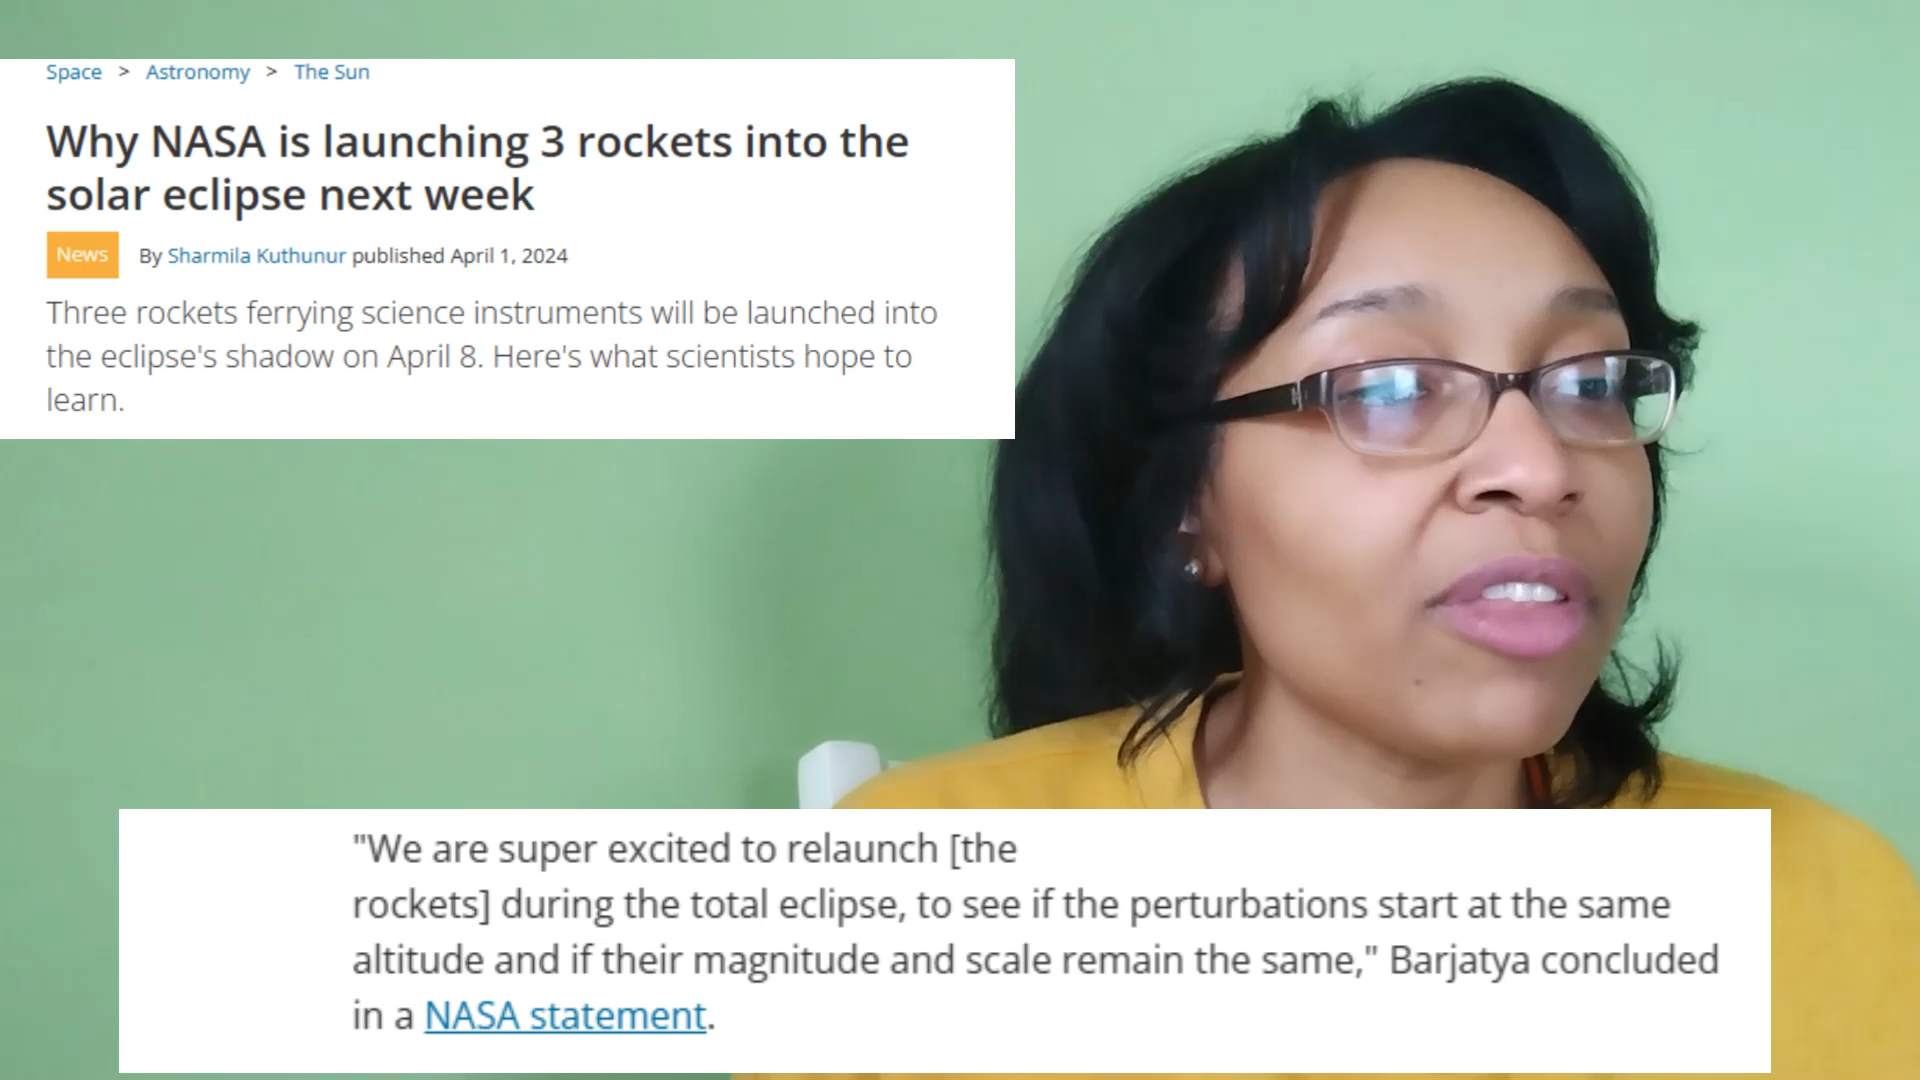 Space > Astronomy > The Sun
Why NASA is launching 3 rockets into the
solar eclipse next week
News By Sharmila Kuthunur published April 1, 2024
Three rockets ferrying science instruments will be launched into
the eclipse's shadow on April 8. Here's what scientists hope to
learn.
"We are super excited to relaunch [the
rockets] during the total eclipse, to see if the perturbations start at the same
altitude and if their magnitude and scale remain the same," Barjatya concluded
in a NASA statement.